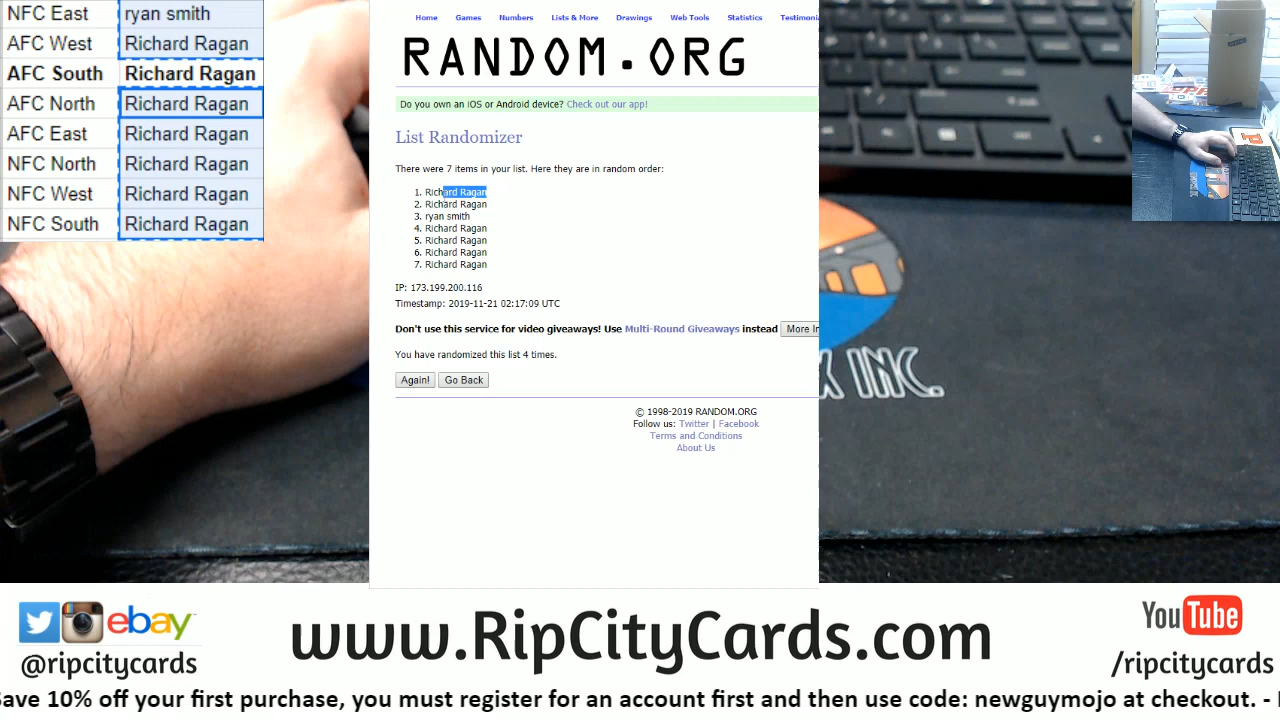 NFC East ryan smith
AFC West Richard Ragan
AFC South Richard Ragan
AFC North Richard Ragan
AFC East Richard Ragan
NFC North Richard Ragan
NFC West Richard Ragan
NFC South Richard Ragan
Home Games Numbers Lists & More Drawings Web Tools Statistics Testimonia
RANDOM.ORG
Do you own an iOS or Android device? Check out our app!
List Randomizer
There were 7 items in your list. Here they are in random order:
1. Richard Ragan
2. Richard Ragan
3. ryan smith
4. Richard Ragan
5. Richard Ragan
6. Richard Ragan
7. Richard Ragan
IP: 173.199.200.116
Timestamp: 2019-11-21 02:17:09 UTC
Don't use this service for video giveaways! Use Multi-Round Giveaways instead More In
You have randomized this list 4 times.
Again! Go Back
© 1998-2019 RANDOM.ORG
Follow us: Twitter | Facebook
Terms and Conditions
About Us
INC.
ebay
@ripcitycards
www.RipCityCards.com
YouTube
/ripcitycards
Save 10% off your first purchase, you must register for an account first and then use code: newguymojo at checkout. -